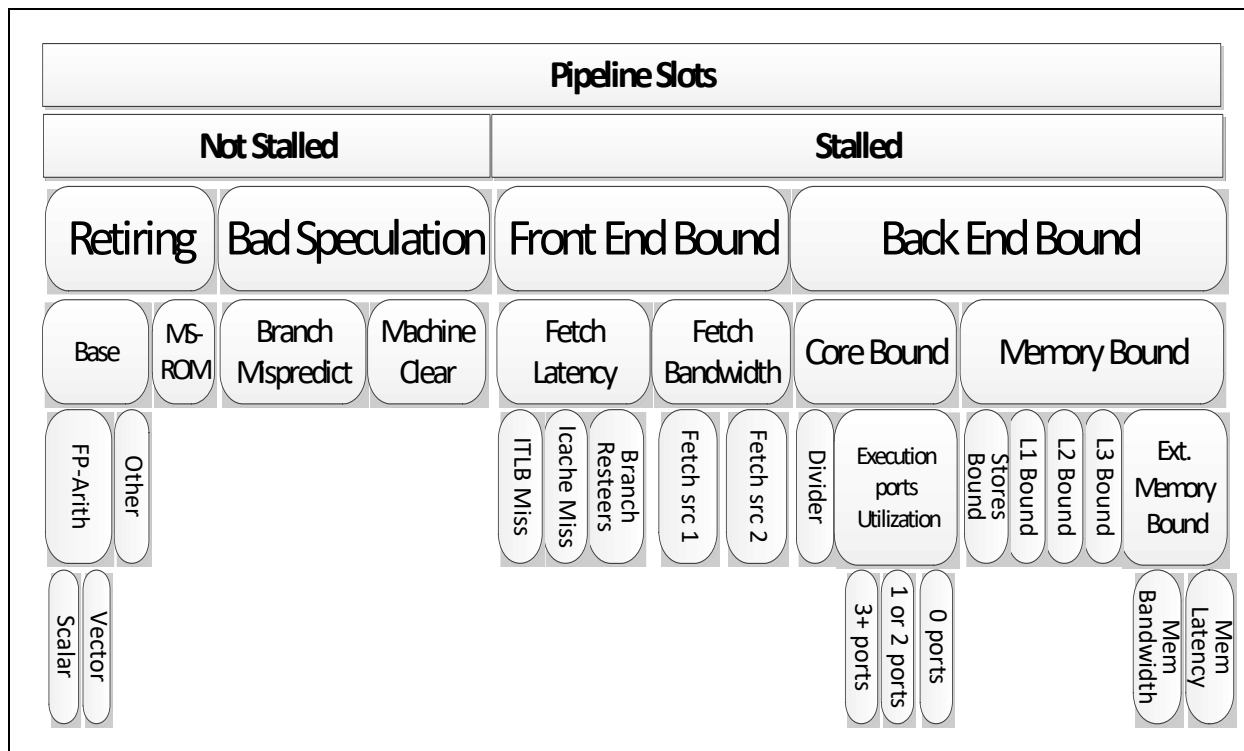 Pipeline Slots
Not Stalled
Stalled
Retiring
Bad Speculation
Front End Bound
Back End Bound
Base
MS-
ROM
Branch
Mispredict
Machine
Clear
Fetch
Latency
Fetch
Bandwidth
Core Bound
Memory Bound
FP-Arith
Other
ITLB Miss
Icache Miss
Branch
Resteers
Fetch src 1
Fetch src 2
Divider
Execution
ports
Utilization
Stores
Bound
L1 Bound
L2 Bound
L3 Bound
Ext.
Memory
Bound
Scalar
Vector
3+ ports
1 or 2 ports
0 ports
Mem
Bandwidth
Mem
Latency